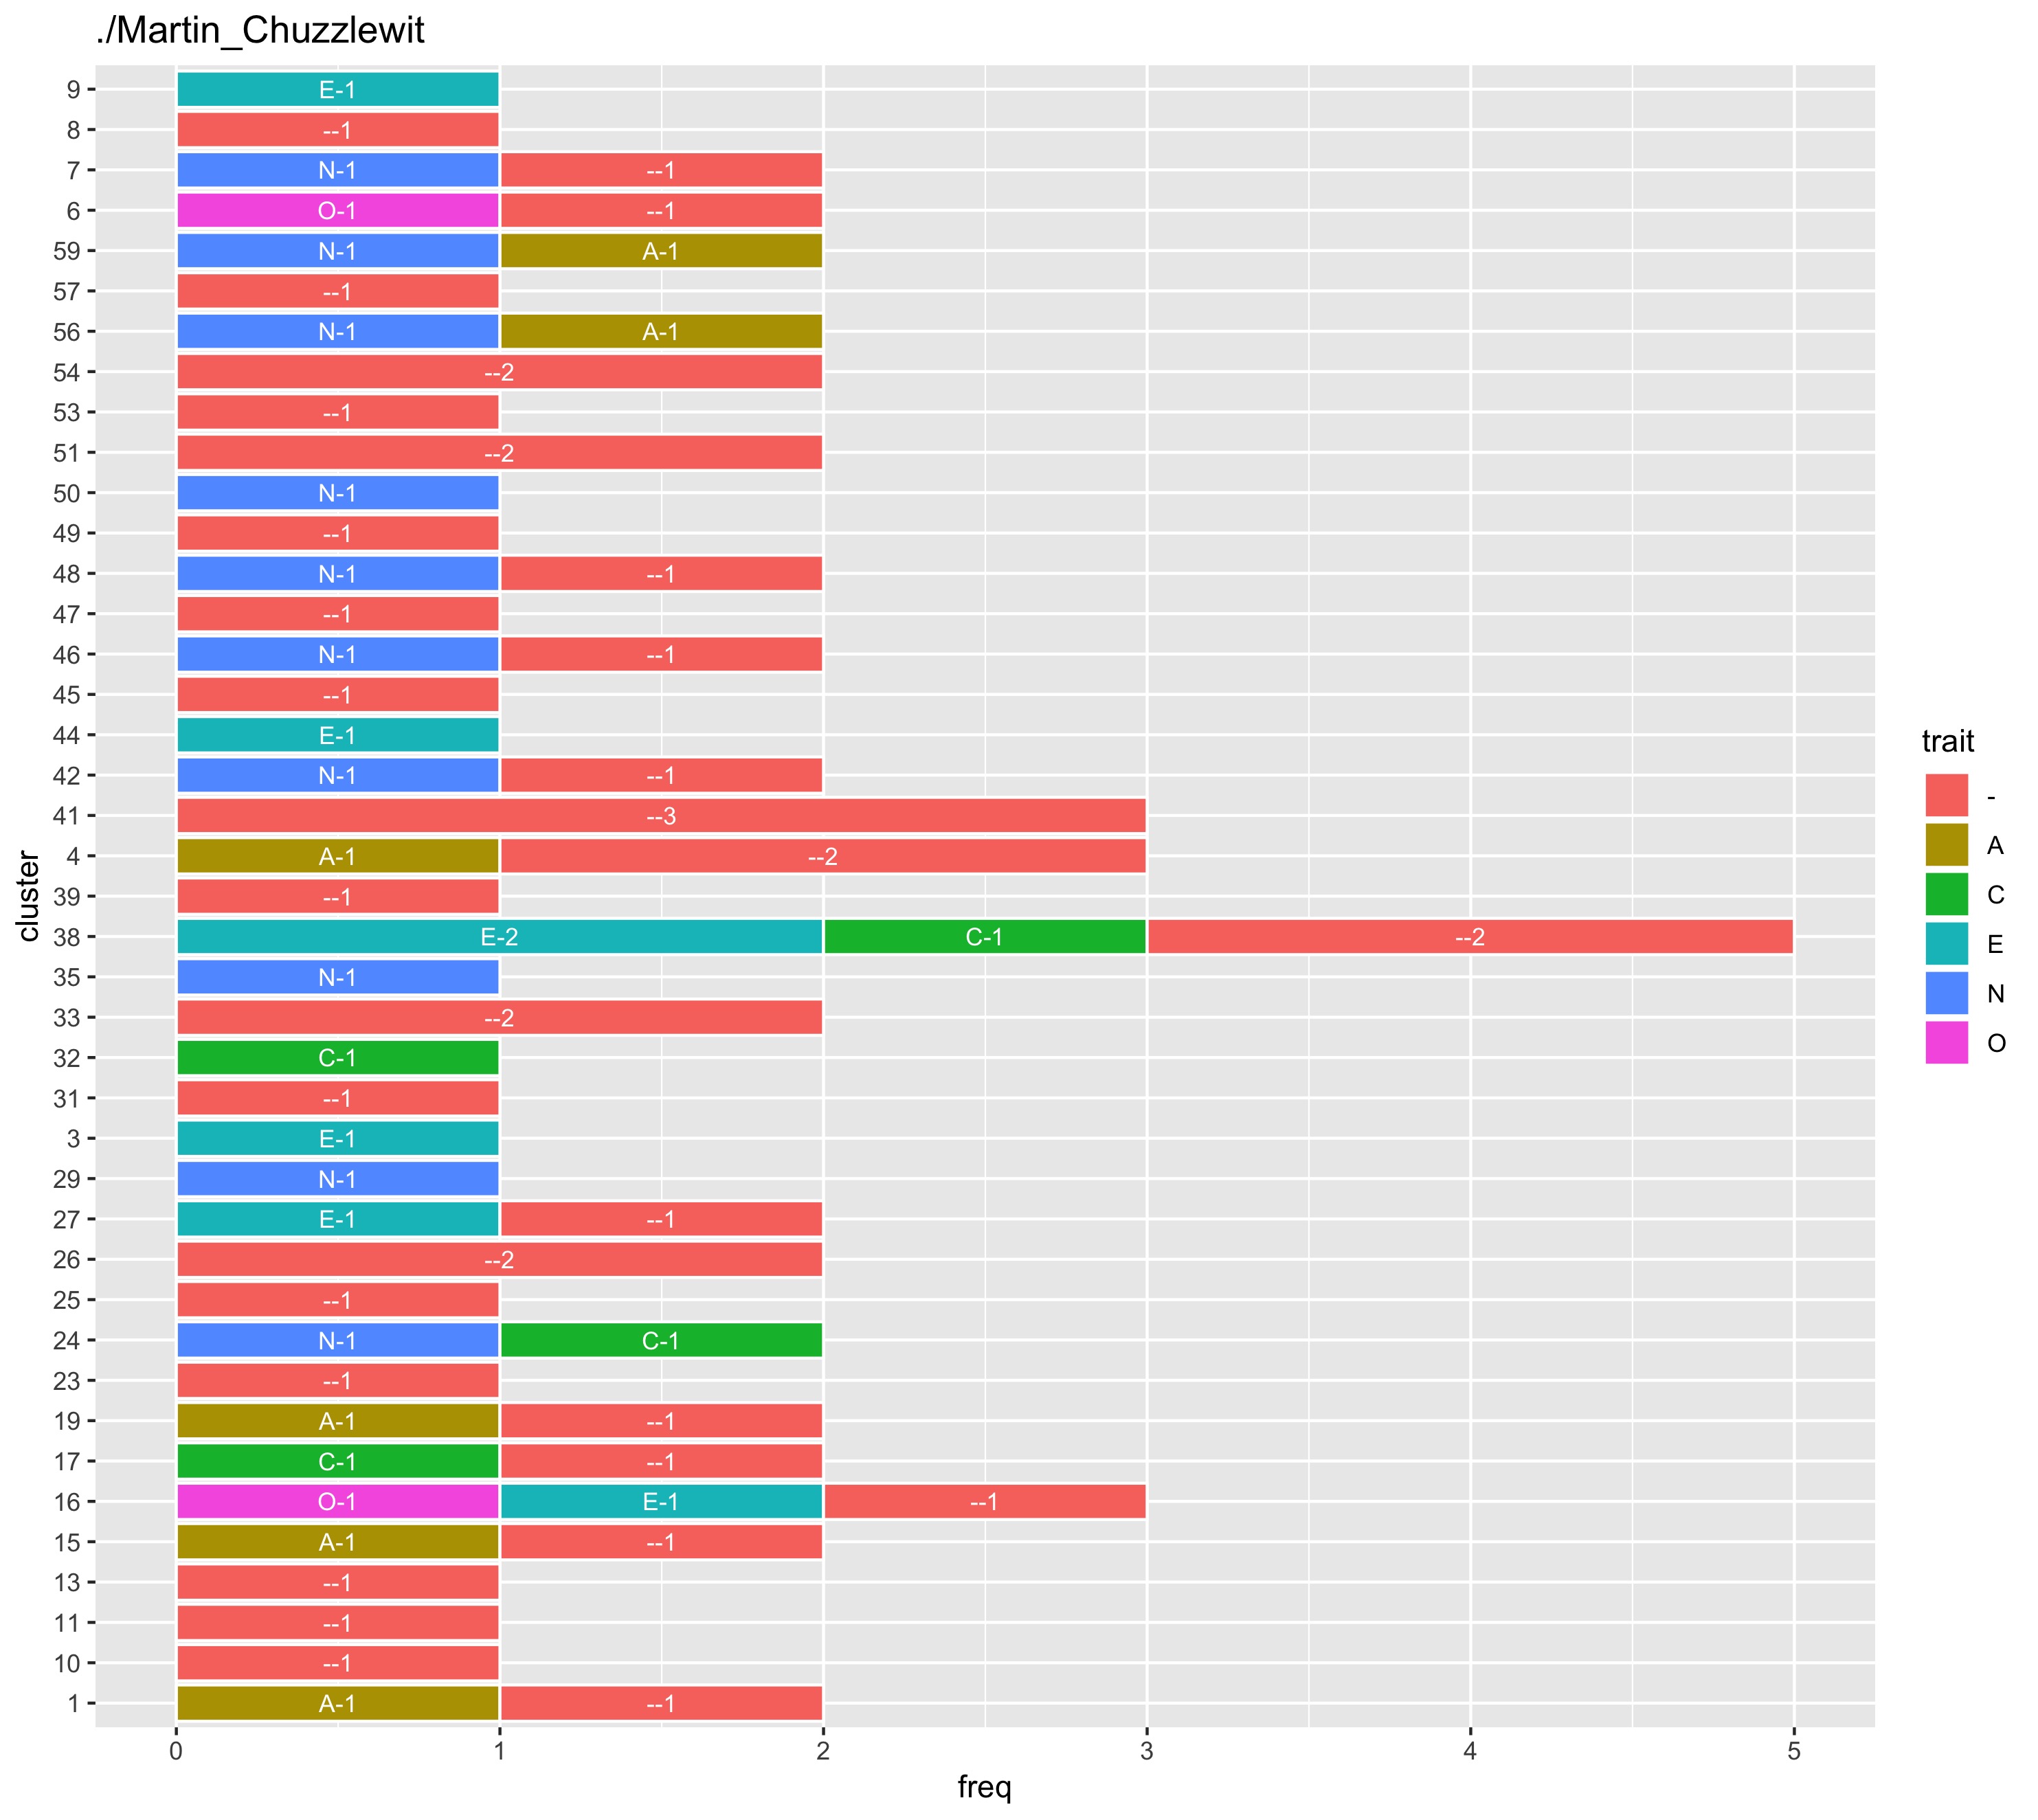 ./Martin_Chuzzlewit
9 E-1
8 --1
7 N-1 --1
6 O-1 --1
59 N-1 A-1
57 --1
56 N-1 A-1
54 --2
53 --1
51 --2
50 N-1
49 --1
48 N-1 --1
47 --1
46 N-1 --1
45 --1
44 E-1
42 N-1 --1
41 --3
4 A-1 --2
39 --1
38 E-2 C-1 --2
35 N-1
33 --2
32 C-1
31 --1
3 E-1
29 N-1
27 E-1 --1
26 --2
25 --1
24 N-1 C-1
23 --1
19 A-1 --1
17 C-1 --1
16 O-1 E-1 --1
15 A-1 --1
13 --1
11 --1
10 --1
1 A-1 --1
0 1 2 3 4 5
freq
cluster
trait
-
A
C
E
N
O